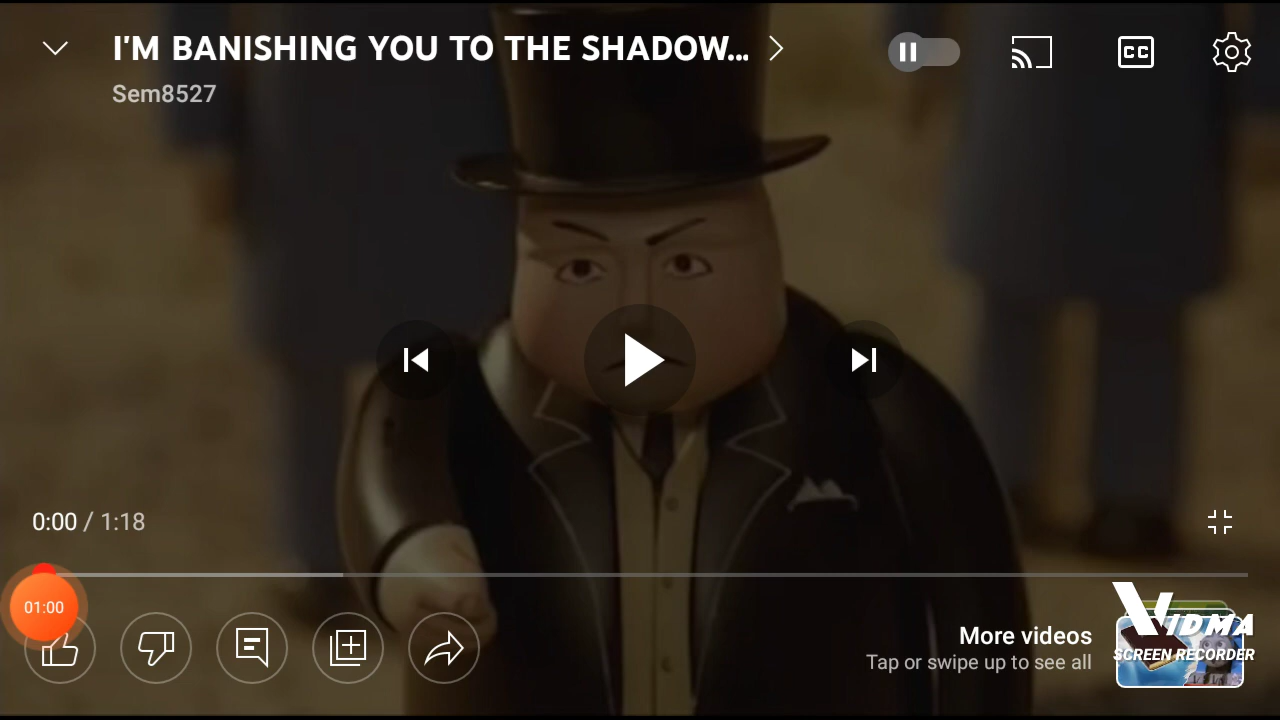 I'M BANISHING YOU TO THE SHADOW...
Sem8527
CC
0:00 / 1:18
01:00
More videos
Tap or swipe up to see all
VIDMA
SCREEN RECORDER